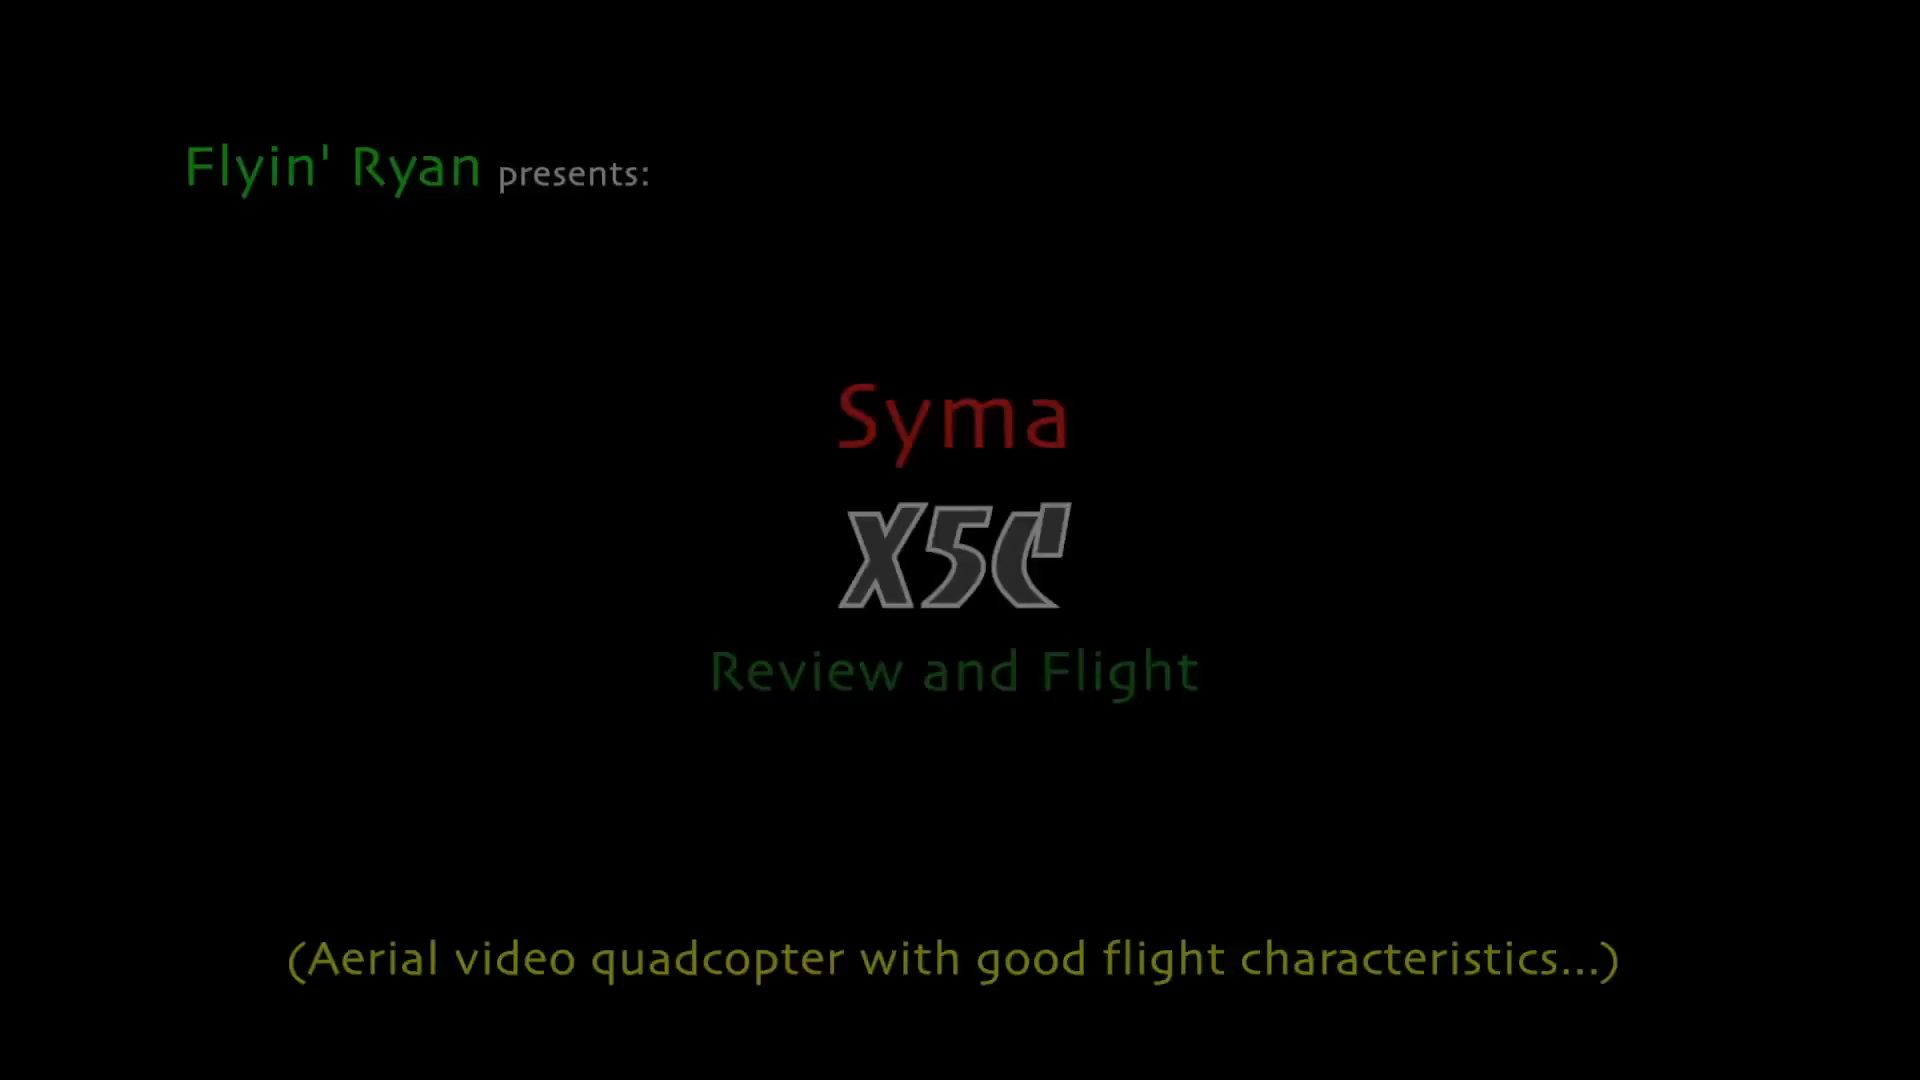 Flyin' Ryan presents:
Syma
X5C
Review and Flight
(Aerial video quadcopter with good flight characteristics...)